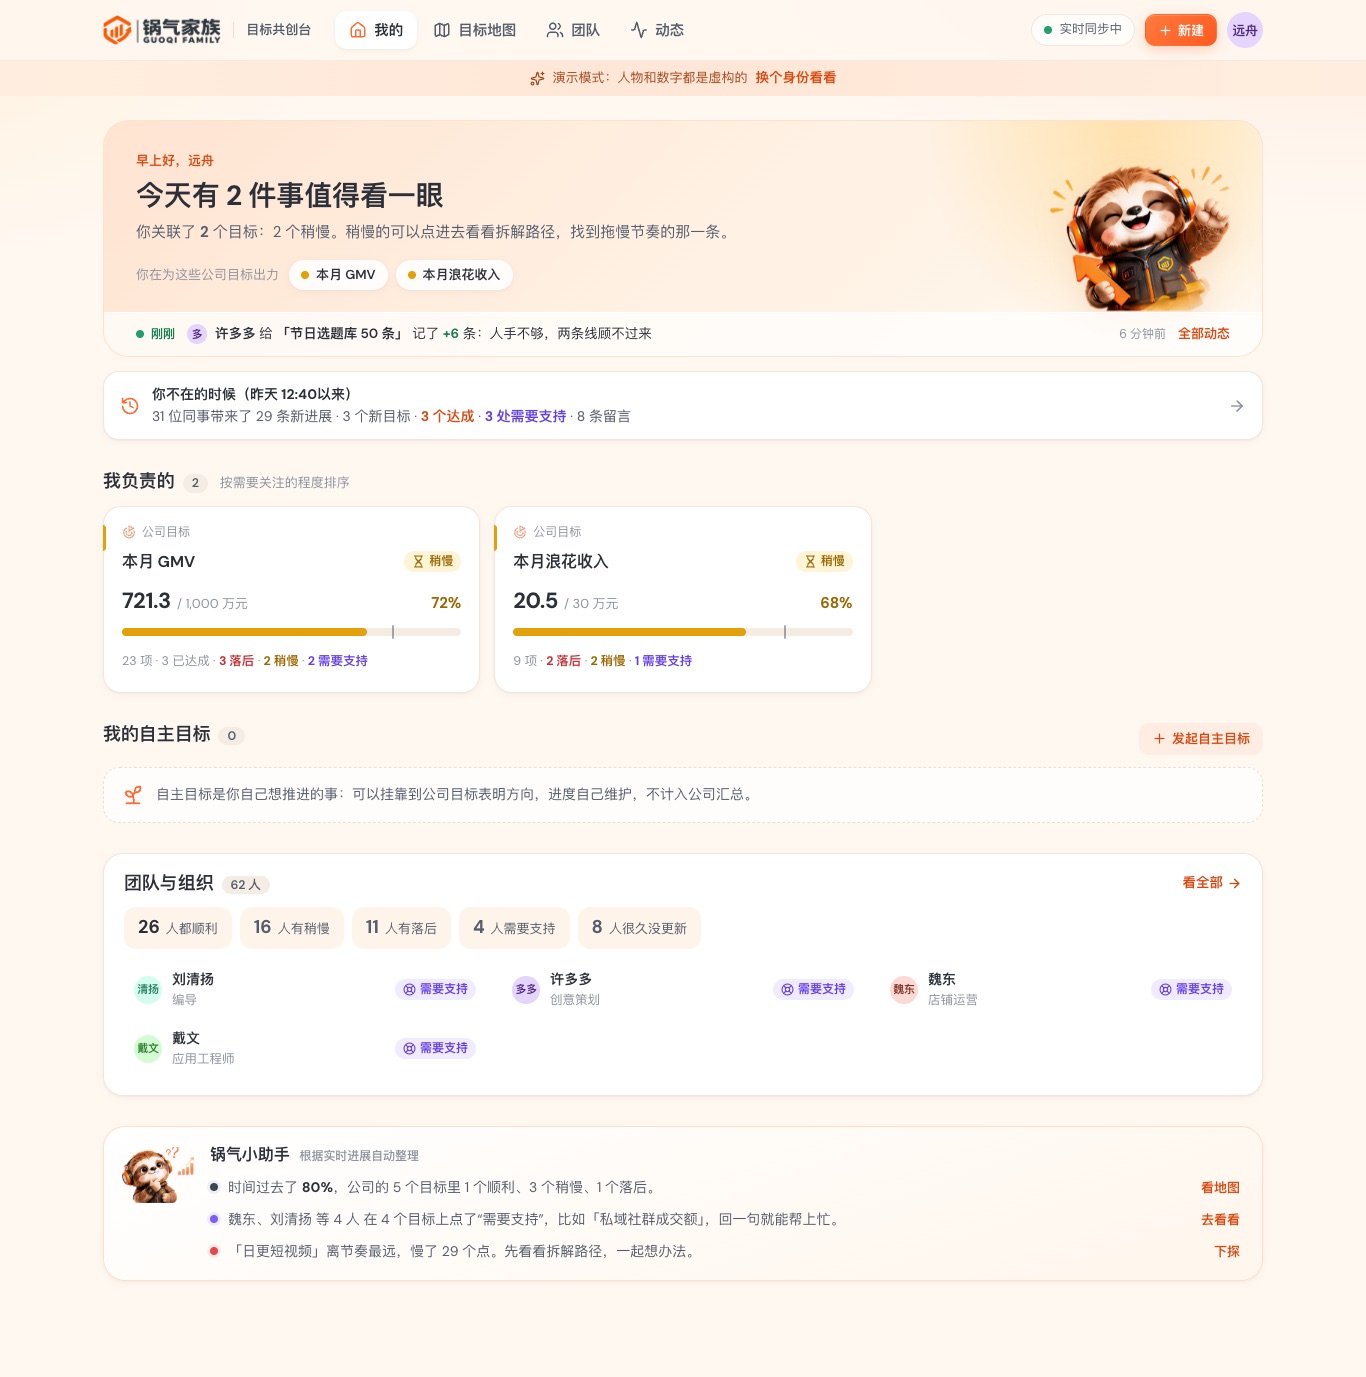 锅气家族
GUOQI FAMILY
目标共创台
我的
目标地图
团队
动态
实时同步中
新建
远舟
演示模式：人物和数字都是虚构的 换个身份看看
早上好，远舟
今天有 2 件事值得看一眼
你关联了 2 个目标：2 个稍慢。稍慢的可以点进去看看拆解路径，找到拖慢节奏的那一条。
你在为这些公司目标出力 本月 GMV 本月浪花收入
刚刚 多 许多多 给 「节日选题库 50 条」 记了 +6 条：人手不够，两条线顾不过来 6 分钟前 全部动态
你不在的时候（昨天 12:40以来）
31 位同事带来了 29 条新进展 · 3 个新目标 · 3 个达成 · 3 处需要支持 · 8 条留言
我负责的 2 按需要关注的程度排序
公司目标
本月 GMV 稍慢
721.3 / 1,000 万元 72%
23 项 · 3 已达成 · 3 落后 · 2 稍慢 · 2 需要支持
公司目标
本月浪花收入 稍慢
20.5 / 30 万元 68%
9 项 · 2 落后 · 2 稍慢 · 1 需要支持
我的自主目标 0
发起自主目标
自主目标是你自己想推进的事：可以挂靠到公司目标表明方向，进度自己维护，不计入公司汇总。
团队与组织 62 人
看全部
26 人都顺利
16 人有稍慢
11 人有落后
4 人需要支持
8 人很久没更新
清扬 刘清扬 需要支持
编导
多多 许多多 需要支持
创意策划
魏东 魏东 需要支持
店铺运营
戴文 戴文 需要支持
应用工程师
??
锅气小助手 根据实时进展自动整理
时间过去了 80%，公司的 5 个目标里 1 个顺利、3 个稍慢、1 个落后。 看地图
魏东、刘清扬 等 4 人 在 4 个目标上点了“需要支持”，比如「私域社群成交额」，回一句就能帮上忙。 去看看
「日更短视频」离节奏最远，慢了 29 个点。先看看拆解路径，一起想办法。 下探